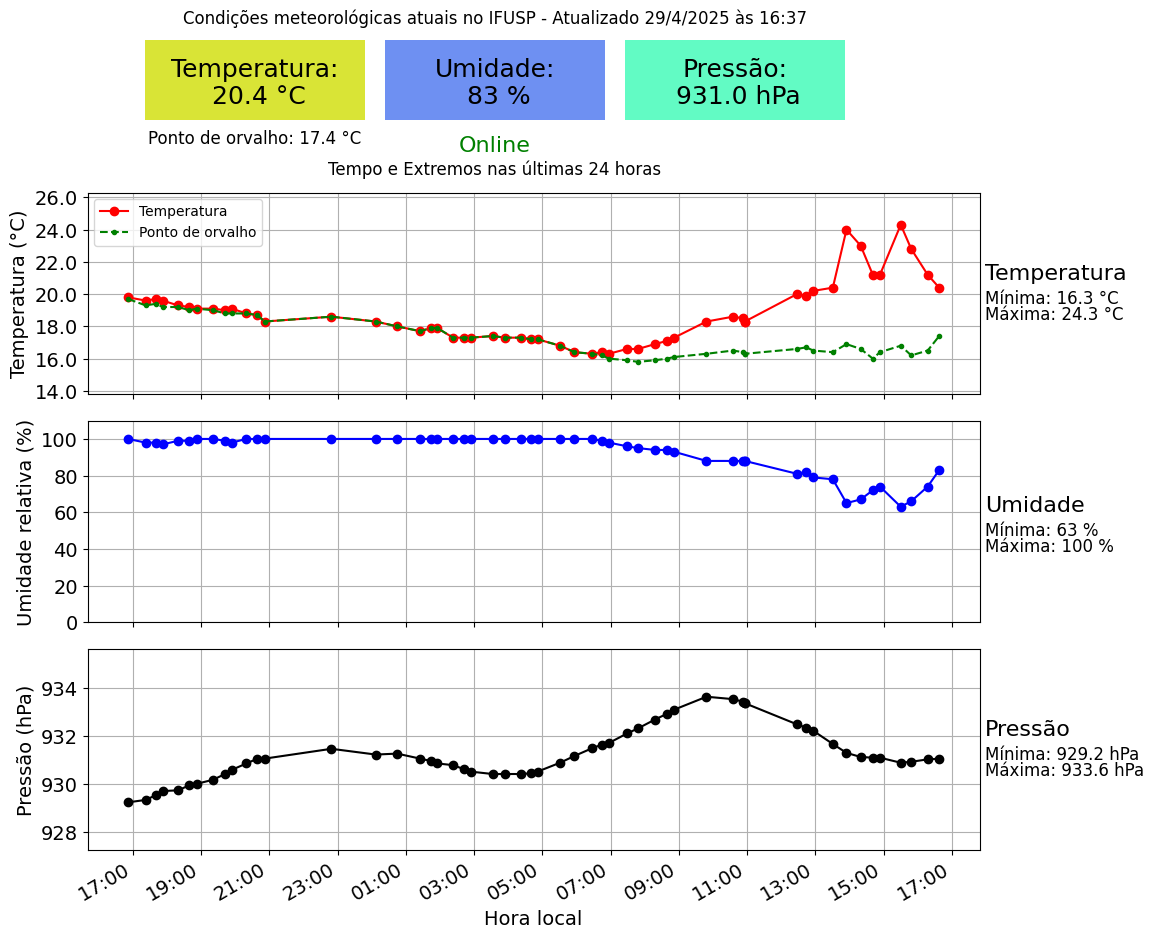 Condições meteorológicas atuais no IFUSP - Atualizado 29/4/2025 às 16:37
Temperatura:
20.4 °C
Umidade:
83 %
Pressão:
931.0 hPa
Ponto de orvalho: 17.4 °C
Online
Tempo e Extremos nas últimas 24 horas
Temperatura (°C)
26.0
24.0
22.0
20.0
18.0
16.0
14.0
Temperatura
Ponto de orvalho
Temperatura
Mínima: 16.3 °C
Máxima: 24.3 °C
Umidade relativa (%)
100
80
60
40
20
0
Umidade
Mínima: 63 %
Máxima: 100 %
Pressão (hPa)
934
932
930
928
Pressão
Mínima: 929.2 hPa
Máxima: 933.6 hPa
17:00 19:00 21:00 23:00 01:00 03:00 05:00 07:00 09:00 11:00 13:00 15:00 17:00
Hora local